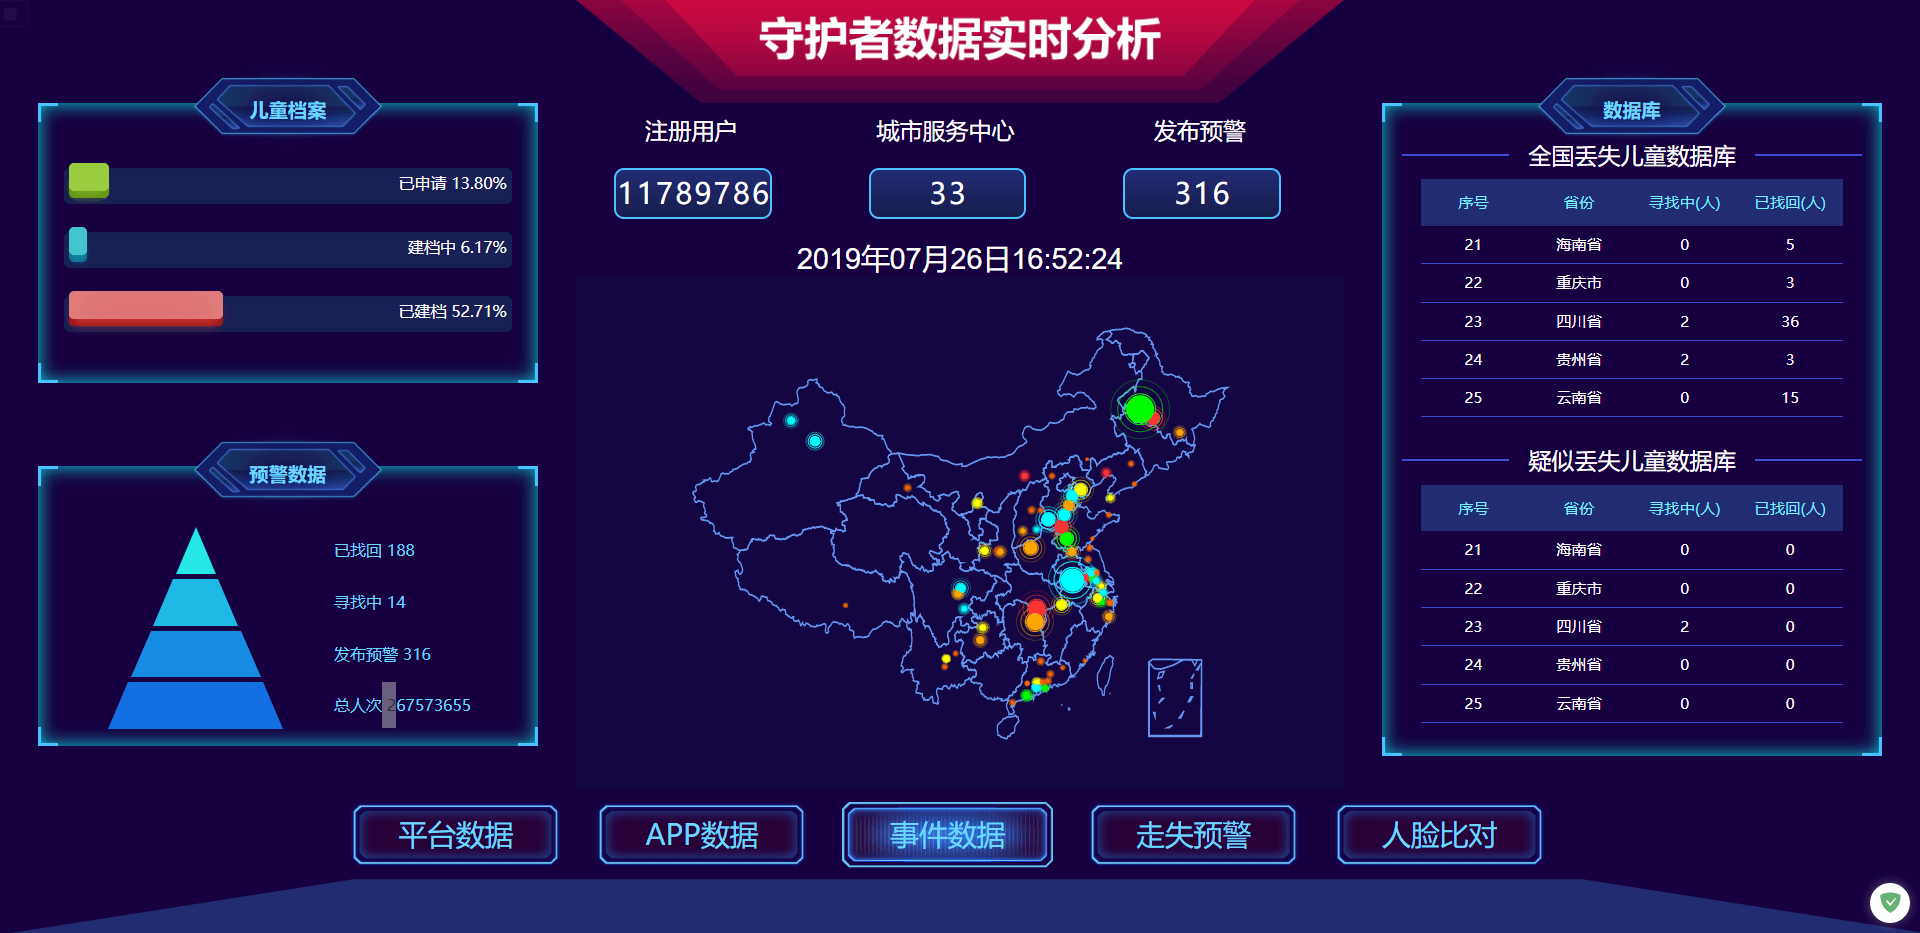 守护者数据实时分析
儿童档案
已申请 13.80%
建档中 6.17%
已建档 52.71%
预警数据
已找回 188
寻找中 14
发布预警 316
总人次 267573655
注册用户 城市服务中心 发布预警
11789786 33 316
2019年07月26日16:52:24
数据库
全国丢失儿童数据库
序号 省份 寻找中(人) 已找回(人)
21 海南省 0 5
22 重庆市 0 3
23 四川省 2 36
24 贵州省 2 3
25 云南省 0 15
疑似丢失儿童数据库
序号 省份 寻找中(人) 已找回(人)
21 海南省 0 0
22 重庆市 0 0
23 四川省 2 0
24 贵州省 0 0
25 云南省 0 0
平台数据 APP数据 事件数据 走失预警 人脸比对